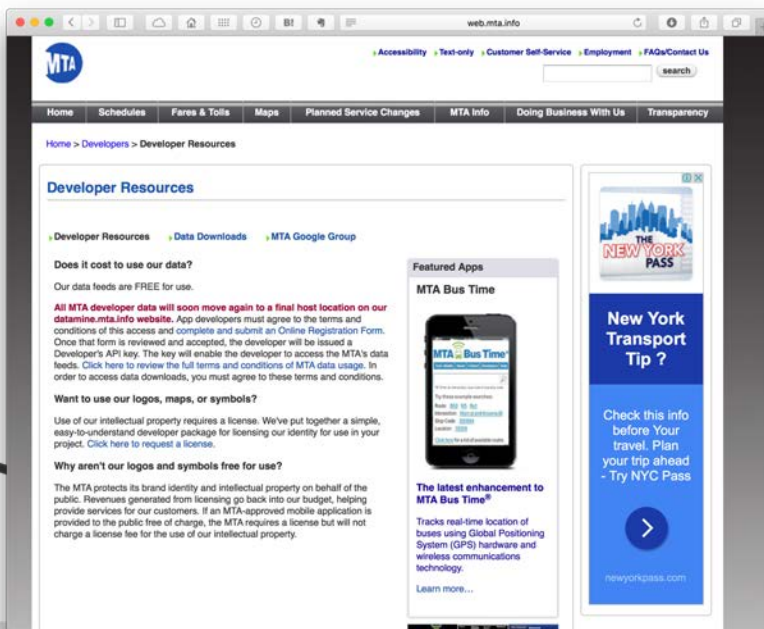 web.mta.info
MTA
Accessibility Text-only Customer Self-Service Employment FAQs/Contact Us
search
Home Schedules Fares & Tolls Maps Planned Service Changes MTA Info Doing Business With Us Transparency
Home > Developers > Developer Resources
Developer Resources
Developer Resources Data Downloads MTA Google Group
Does it cost to use our data?
Our data feeds are FREE for use.
All MTA developer data will soon move again to a final host location on our
datamine.mta.info website. App developers must agree to the terms and
conditions of this access and complete and submit an Online Registration Form.
Once that form is reviewed and accepted, the developer will be issued a
Developer's API key. The key will enable the developer to access the MTA's data
feeds. Click here to review the full terms and conditions of MTA data usage. In
order to access data downloads, you must agree to these terms and conditions.
Want to use our logos, maps, or symbols?
Use of our intellectual property requires a license. We've put together a simple,
easy-to-understand developer package for licensing our identity for use in your
project. Click here to request a license.
Why aren't our logos and symbols free for use?
The MTA protects its brand identity and intellectual property on behalf of the
public. Revenues generated from licensing go back into our budget, helping
provide services for our customers. If an MTA-approved mobile application is
provided to the public free of charge, the MTA requires a license but will not
charge a license fee for the use of our intellectual property.
Featured Apps
MTA Bus Time
MTA Bus Time
Try these example searches:
The latest enhancement to
MTA Bus Time®
Tracks real-time location of
buses using Global Positioning
System (GPS) hardware and
wireless communications
technology.
Learn more…
THE
NEW YORK
PASS
New York
Transport
Tip ?
Check this info
before Your
travel. Plan
your trip ahead
- Try NYC Pass
newyorkpass.com